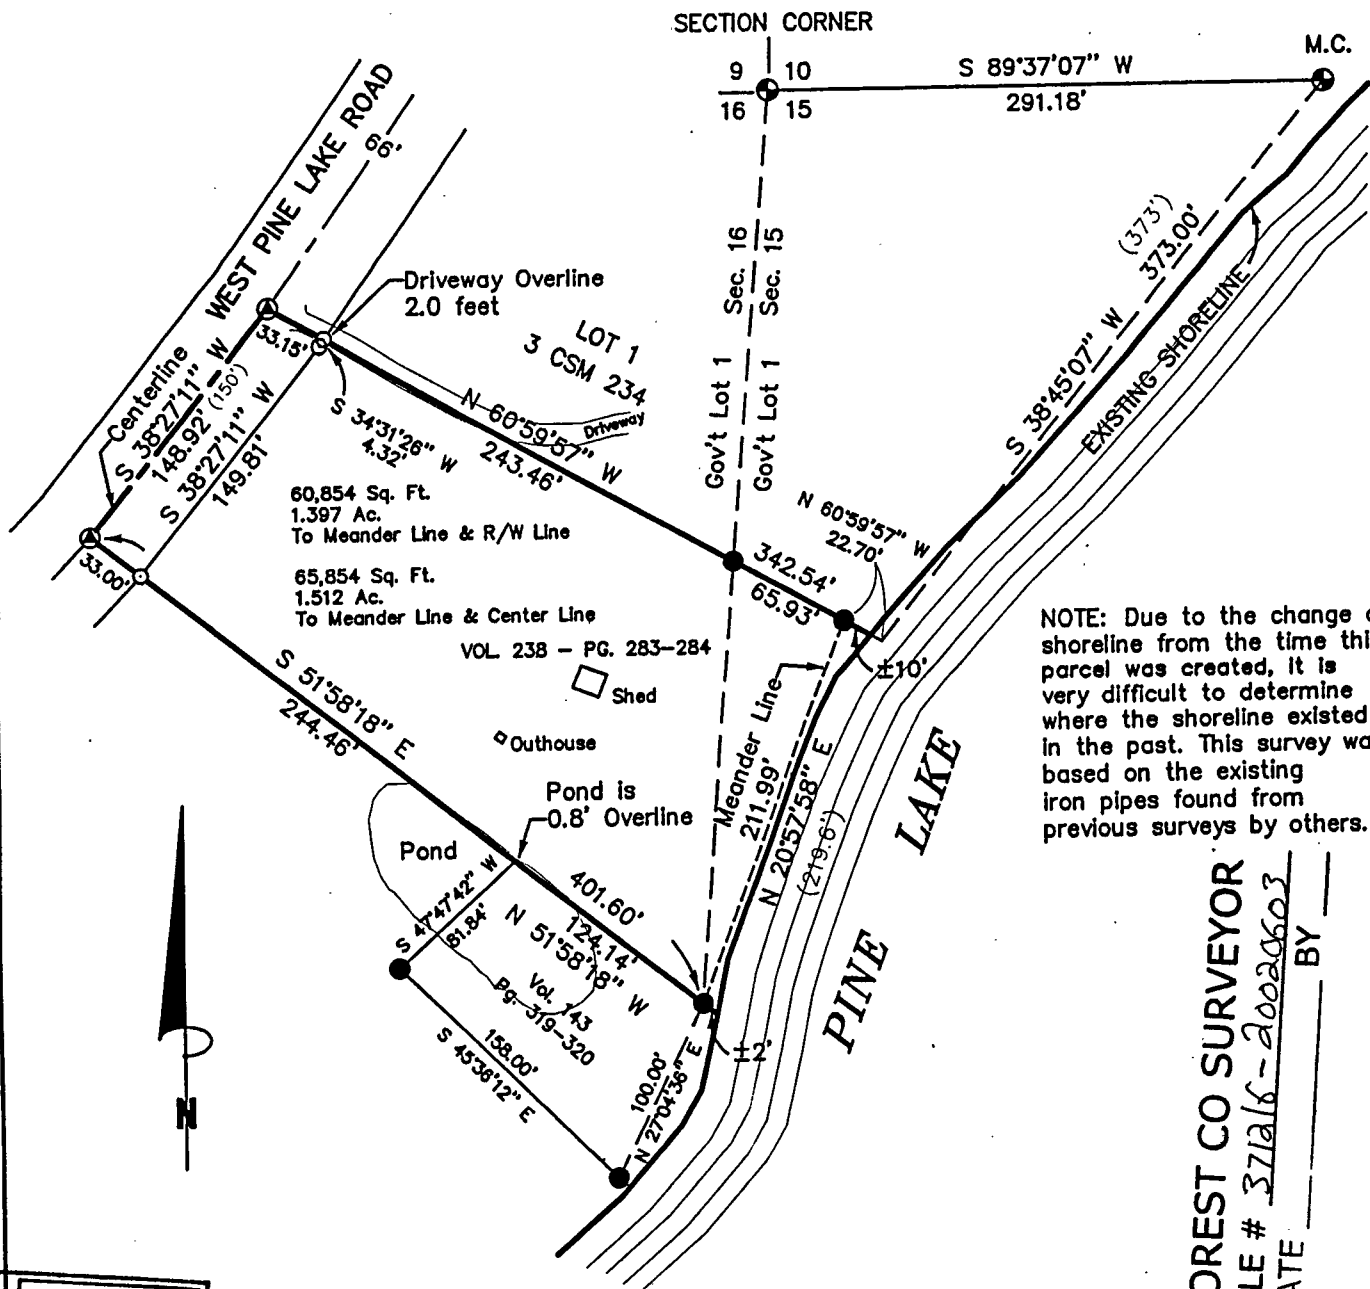 SECTION CORNER
M.C.
9 10
16 15
S 89°37'07" W
291.18'
WEST PINE LAKE ROAD
66'
(373')
373.00'
S 38°45'07" W
EXISTING SHORELINE
Driveway Overline
2.0 feet
33.15'
LOT 1
3 CSM 234
Driveway
Gov't Lot 1 Sec. 16
Gov't Lot 1 Sec. 15
Centerline
S 38°27'11" W
148.92' (150')
S 38°27'11" W
149.81'
S 34°31'26" W
4.32'
N 60°59'57" W
243.46'
60,854 Sq. Ft.
1.397 Ac.
To Meander Line & R/W Line
65,854 Sq. Ft.
1.512 Ac.
To Meander Line & Center Line
VOL. 238 - PG. 283-284
N 60°59'57" W
22.70'
342.54'
65.93'
±10'
33.00'
S 51°58'18" E
244.46'
Shed
Outhouse
Meander Line
211.99'
N 20°57'58" E
(219.6')
NOTE: Due to the change
shoreline from the time
parcel was created, it is
very difficult to determine
where the shoreline existed
in the past. This survey
based on the existing
iron pipes found from
previous surveys by others.
Pond is
0.8' Overline
Pond
401.60'
124.14'
N 51°58'18" W
S 47°47'42" W
81.84'
Vol. 143
Pg. 319-320
158.00'
S 45°36'12" E
100.00'
N 27°04'36" E
±2'
PINE LAKE
N
CO SURVEYOR
# 371216-20020603
BY